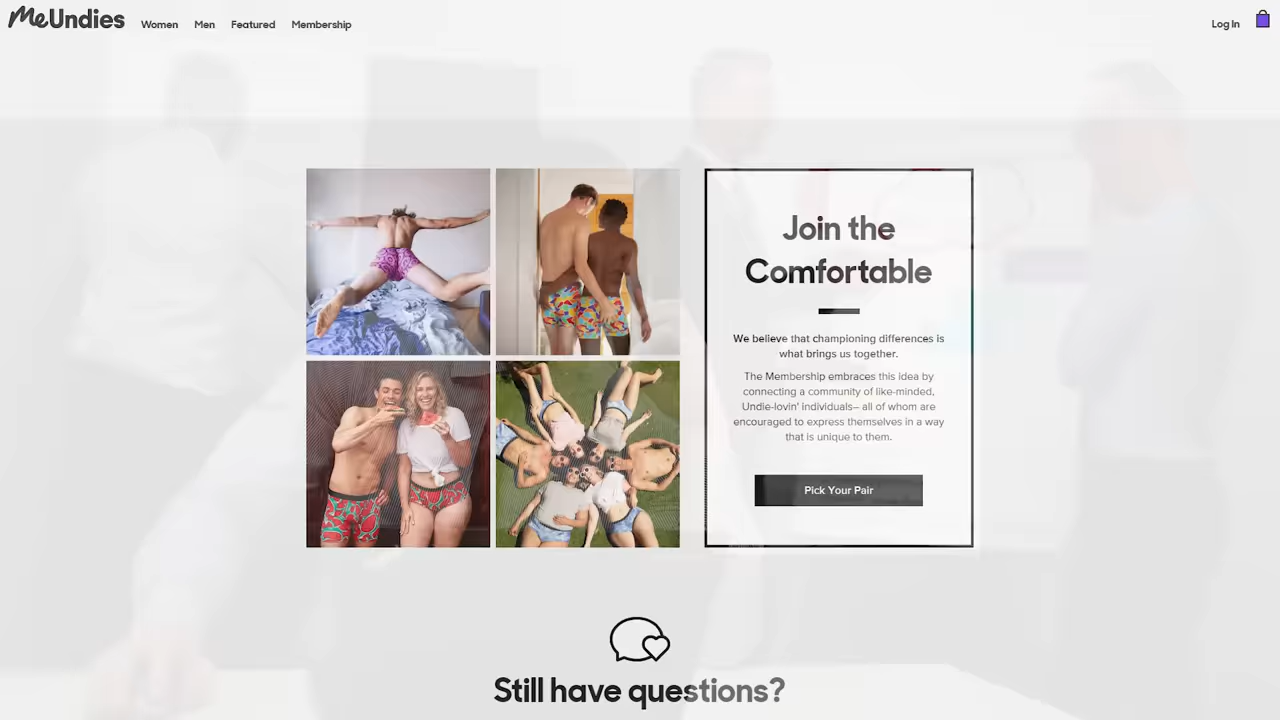 MeUndies
Women Men Featured Membership
Log In
Join the
Comfortable
We believe that championing differences is
what brings us together.
The Membership embraces this idea by
connecting a community of like-minded,
Undie-lovin' individuals– all of whom are
encouraged to express themselves in a way
that is unique to them.
Pick Your Pair
Still have questions?